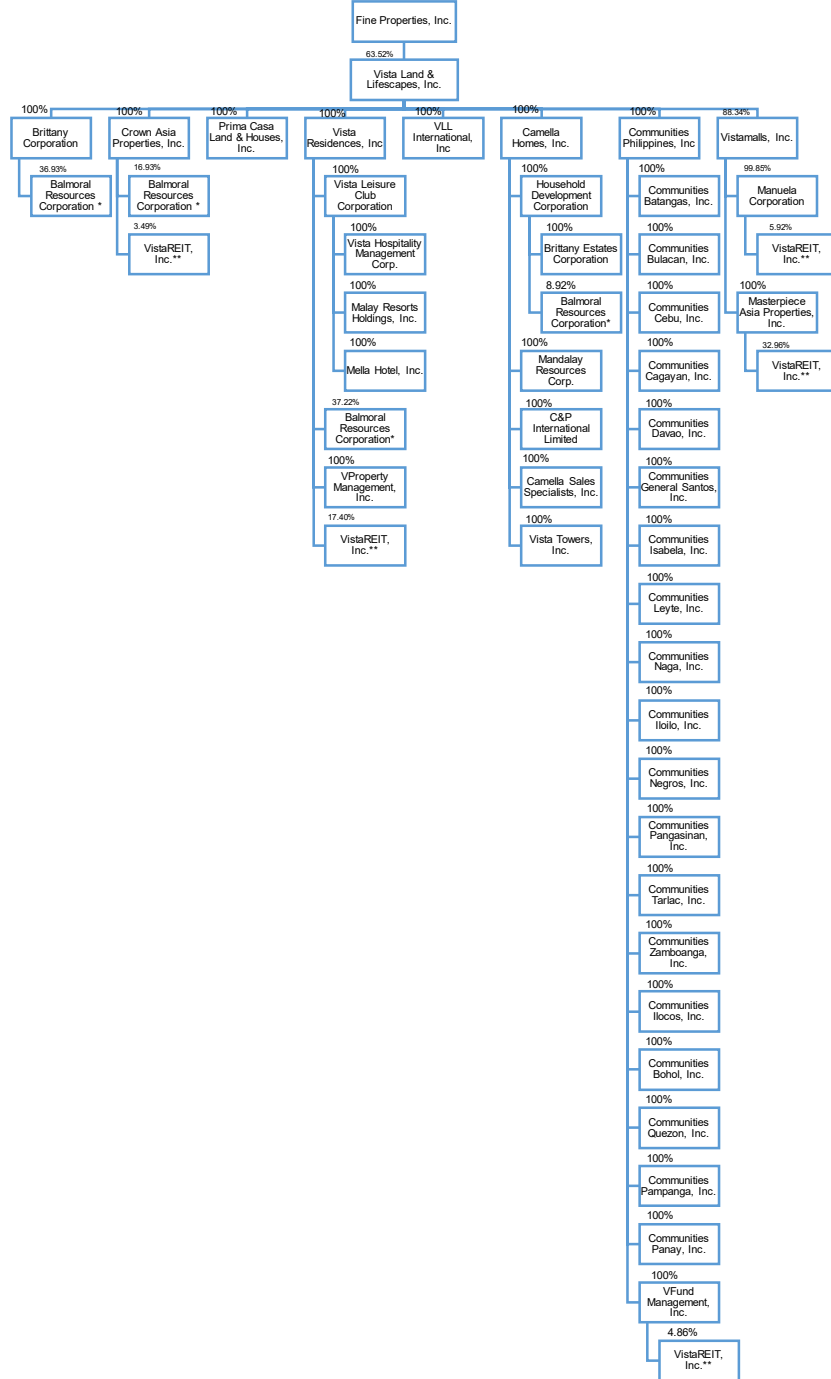 Fine Properties, Inc.
63.52%
Vista Land &
Lifescapes, Inc.
100%
Brittany
Corporation
36.93%
Balmoral
Resources
Corporation *
100%
Crown Asia
Properties, Inc.
16.93%
Balmoral
Resources
Corporation *
3.49%
VistaREIT,
Inc.**
100%
Prima Casa
Land & Houses,
Inc.
100%
Vista
Residences, Inc
100%
Vista Leisure
Club
Corporation
100%
Vista Hospitality
Management
Corp.
100%
Malay Resorts
Holdings, Inc.
100%
Mella Hotel, Inc.
37.22%
Balmoral
Resources
Corporation*
100%
VProperty
Management,
Inc.
17.40%
VistaREIT,
Inc.**
100%
VLL
International,
Inc
100%
Camella
Homes, Inc.
100%
Household
Development
Corporation
100%
Brittany Estates
Corporation
8.92%
Balmoral
Resources
Corporation*
100%
Mandalay
Resources
Corp.
100%
C&P
International
Limited
100%
Camella Sales
Specialists, Inc.
100%
Vista Towers,
Inc.
100%
Communities
Philippines, Inc
100%
Communities
Batangas, Inc.
100%
Communities
Bulacan, Inc.
100%
Communities
Cebu, Inc.
100%
Communities
Cagayan, Inc.
100%
Communities
Davao, Inc.
100%
Communities
General Santos,
Inc.
100%
Communities
Isabela, Inc.
100%
Communities
Leyte, Inc.
100%
Communities
Naga, Inc.
100%
Communities
Iloilo, Inc.
100%
Communities
Negros, Inc.
100%
Communities
Pangasinan,
Inc.
100%
Communities
Tarlac, Inc.
100%
Communities
Zamboanga,
Inc.
100%
Communities
Ilocos, Inc.
100%
Communities
Bohol, Inc.
100%
Communities
Quezon, Inc.
100%
Communities
Pampanga, Inc.
100%
Communities
Panay, Inc.
100%
VFund
Management,
Inc.
4.86%
VistaREIT,
Inc.**
88.34%
Vistamalls, Inc.
99.85%
Manuela
Corporation
5.92%
VistaREIT,
Inc.**
100%
Masterpiece
Asia Properties,
Inc.
32.96%
VistaREIT,
Inc.**